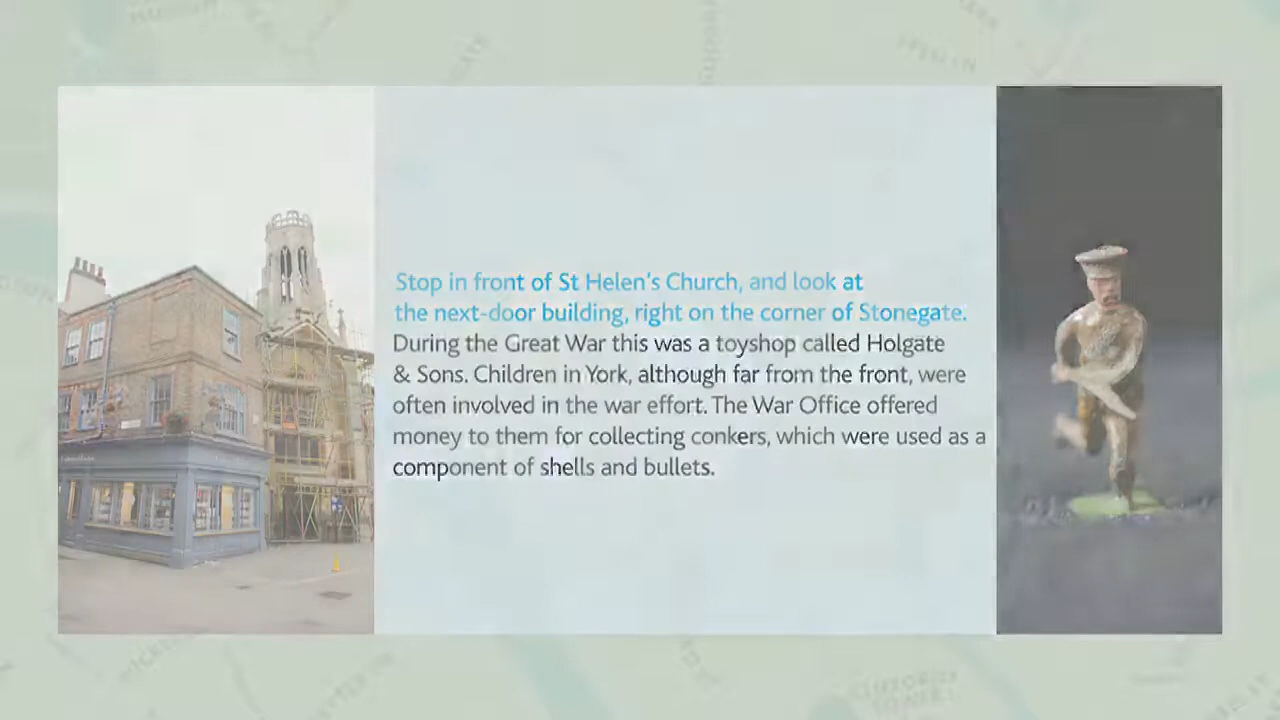 Stop in front of St Helen's Church, and look at
the next-door building, right on the corner of Stonegate.
During the Great War this was a toyshop called Holgate
& Sons. Children in York, although far from the front, were
often involved in the war effort. The War Office offered
money to them for collecting conkers, which were used as a
component of shells and bullets.